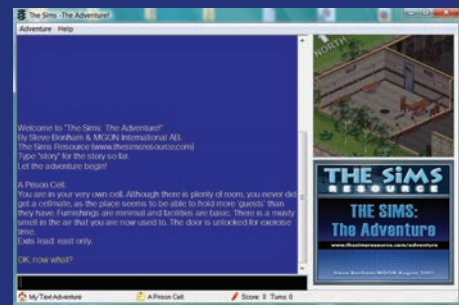 The Sims -The Adventure!
Adventure Help
Welcome to "The Sims. The Adventure!"
By Steve Bonham & MGON International AB.
The Sims Resource (www.thesimsresource.com)
Type "story" for the story so far.
Let the adventure begin!
A Prison Cell.
You are in your very own cell. Although there is plenty of room, you never did
get a cellmate, as the place seems to be able to hold more 'guests' than
they have. Furnishings are minimal and facilities are basic. There is a musty
smell in the air that you are now used to. The door is unlocked for exercise
time.
Exits lead: east only.
OK, now what?
NORTH
THE SiMS
RESOURCE
THE SIMS:
The Adventure
www.thesimsresource.com/adventure
Steve Bonham/MGON August 2001
My Text Adventure
A Prison Cell.
Score: 0 Turns: 0